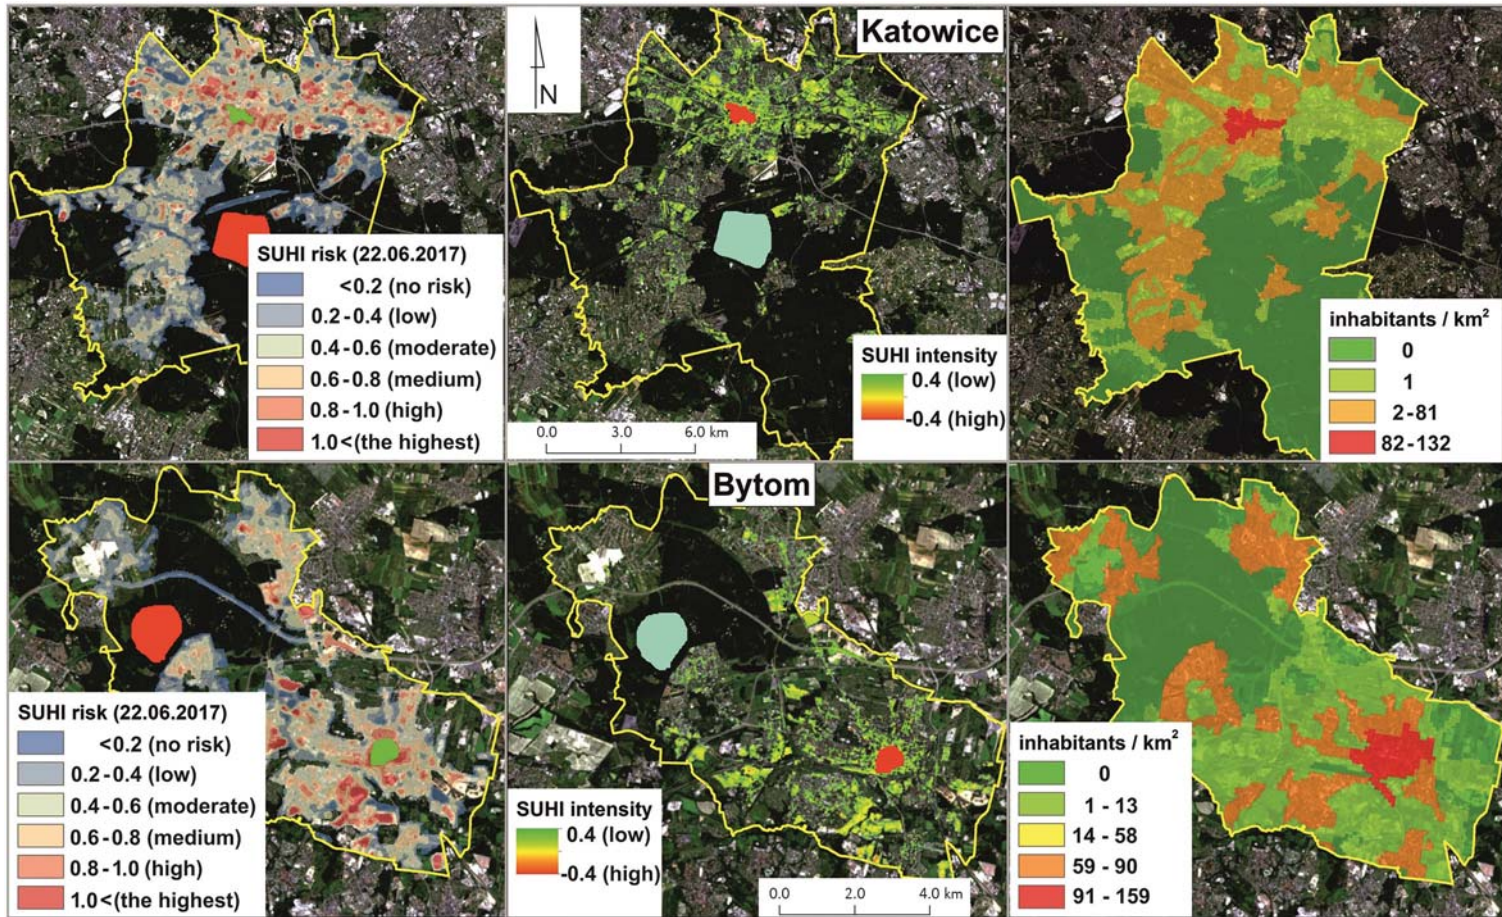 Katowice
N
SUHI risk (22.06.2017)
<0.2 (no risk)
0.2-0.4 (low)
0.4-0.6 (moderate)
0.6-0.8 (medium)
0.8-1.0 (high)
1.0<(the highest)
SUHI intensity
0.4 (low)
-0.4 (high)
0.0 3.0 6.0 km
inhabitants / km²
0
1
2-81
82-132
Bytom
SUHI risk (22.06.2017)
<0.2 (no risk)
0.2-0.4 (low)
0.4-0.6 (moderate)
0.6-0.8 (medium)
0.8-1.0 (high)
1.0<(the highest)
SUHI intensity
0.4 (low)
-0.4 (high)
0.0 2.0 4.0 km
inhabitants / km²
0
1 - 13
14 - 58
59 - 90
91 - 159